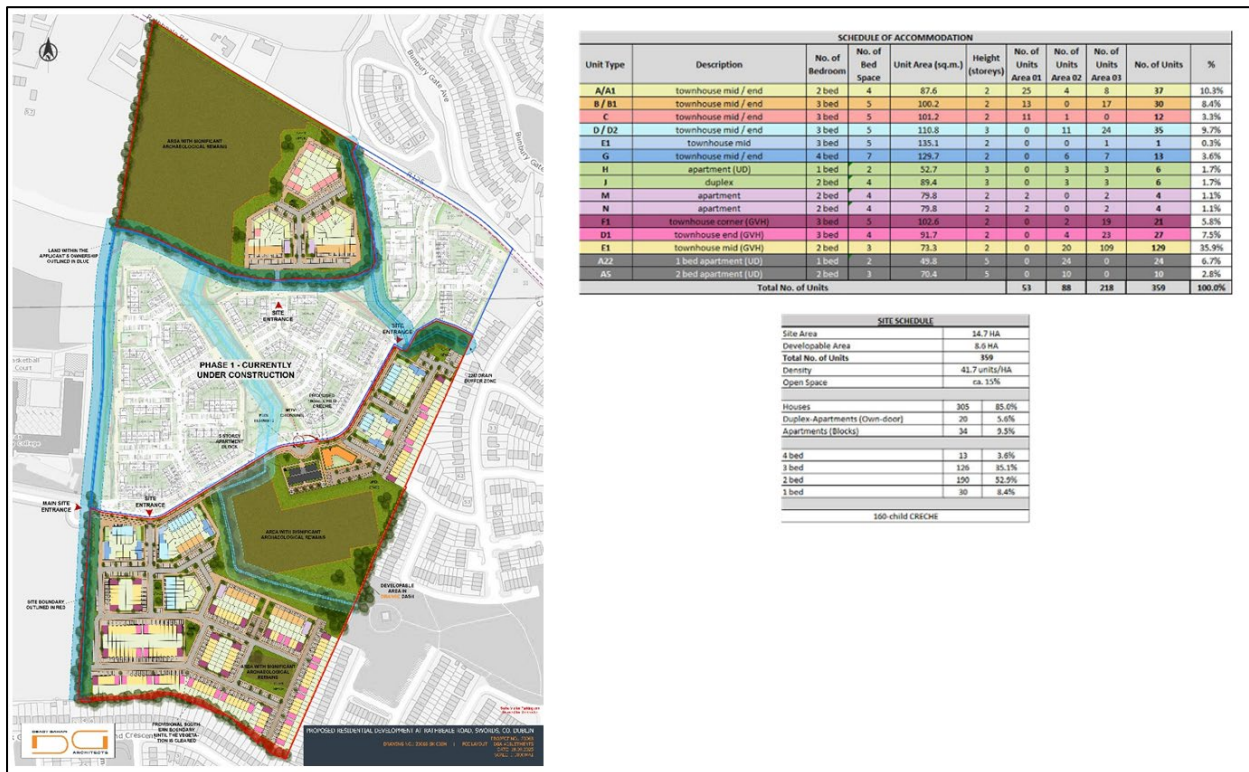 AREA WITH SIGNIFICANT
ARCHAEOLOGICAL REMAINS
LAND WITHIN THE
APPLICANT'S OWNERSHIP
OUTLINED IN BLUE
SITE
ENTRANCE
SITE
ENTRANCE
PHASE 1 - CURRENTLY
UNDER CONSTRUCTION
PROPOSED
CRECHE
5 STOREY
APARTMENT
BLOCK
BUFFER ZONE
MAIN SITE
ENTRANCE
SITE
ENTRANCE
AREA WITH SIGNIFICANT
ARCHAEOLOGICAL REMAINS
DEVELOPABLE
AREA IN
ORANGE DASH
SITE BOUNDARY
OUTLINED IN RED
AREA WITH SIGNIFICANT
ARCHAEOLOGICAL
REMAINS
PROVISIONAL SOUTHERN BOUNDARY
UNTIL THE VEGETATION IS CLEARED
Bunbury Gate Ave
Bunbury Gate
ARCHITECTS
PROPOSED RESIDENTIAL DEVELOPMENT AT RATHBEALE ROAD, SWORDS, CO. DUBLIN
SCHEDULE OF ACCOMMODATION
Unit Type Description No. of Bedroom No. of Bed Space Unit Area (sq.m.) Height (storeys) No. of Units Area 01 No. of Units Area 02 No. of Units Area 03 No. of Units %
A/A1 townhouse mid / end 2 bed 4 87.6 2 25 4 8 37 10.3%
B / B1 townhouse mid / end 3 bed 5 100.2 2 13 0 17 30 8.4%
C townhouse mid / end 3 bed 5 101.2 2 11 1 0 12 3.3%
D / D2 townhouse mid / end 3 bed 5 110.8 3 0 11 24 35 9.7%
E1 townhouse mid 3 bed 5 135.1 2 0 0 1 1 0.3%
G townhouse mid / end 4 bed 7 129.7 2 0 6 7 13 3.6%
H apartment (UD) 1 bed 2 52.7 3 0 3 3 6 1.7%
J duplex 2 bed 4 89.4 3 0 3 3 6 1.7%
M apartment 2 bed 4 79.8 2 2 0 2 4 1.1%
N apartment 2 bed 4 79.8 2 2 0 2 4 1.1%
F1 townhouse corner (GVH) 3 bed 5 102.6 2 0 2 19 21 5.8%
D1 townhouse end (GVH) 3 bed 4 91.7 2 0 4 23 27 7.5%
E1 townhouse mid (GVH) 2 bed 3 73.3 2 0 20 109 129 35.9%
A22 1 bed apartment (UD) 1 bed 2 49.8 5 0 24 0 24 6.7%
A5 2 bed apartment (UD) 2 bed 3 70.4 5 0 10 0 10 2.8%
Total No. of Units 53 88 218 359 100.0%
SITE SCHEDULE
Site Area 14.7 HA
Developable Area 8.6 HA
Total No. of Units 359
Density 41.7 units/HA
Open Space ca. 15%
Houses 305 85.0%
Duplex-Apartments (Own-door) 20 5.6%
Apartments (Blocks) 34 9.5%
4 bed 13 3.6%
3 bed 126 35.1%
2 bed 190 52.9%
1 bed 30 8.4%
160-child CRECHE